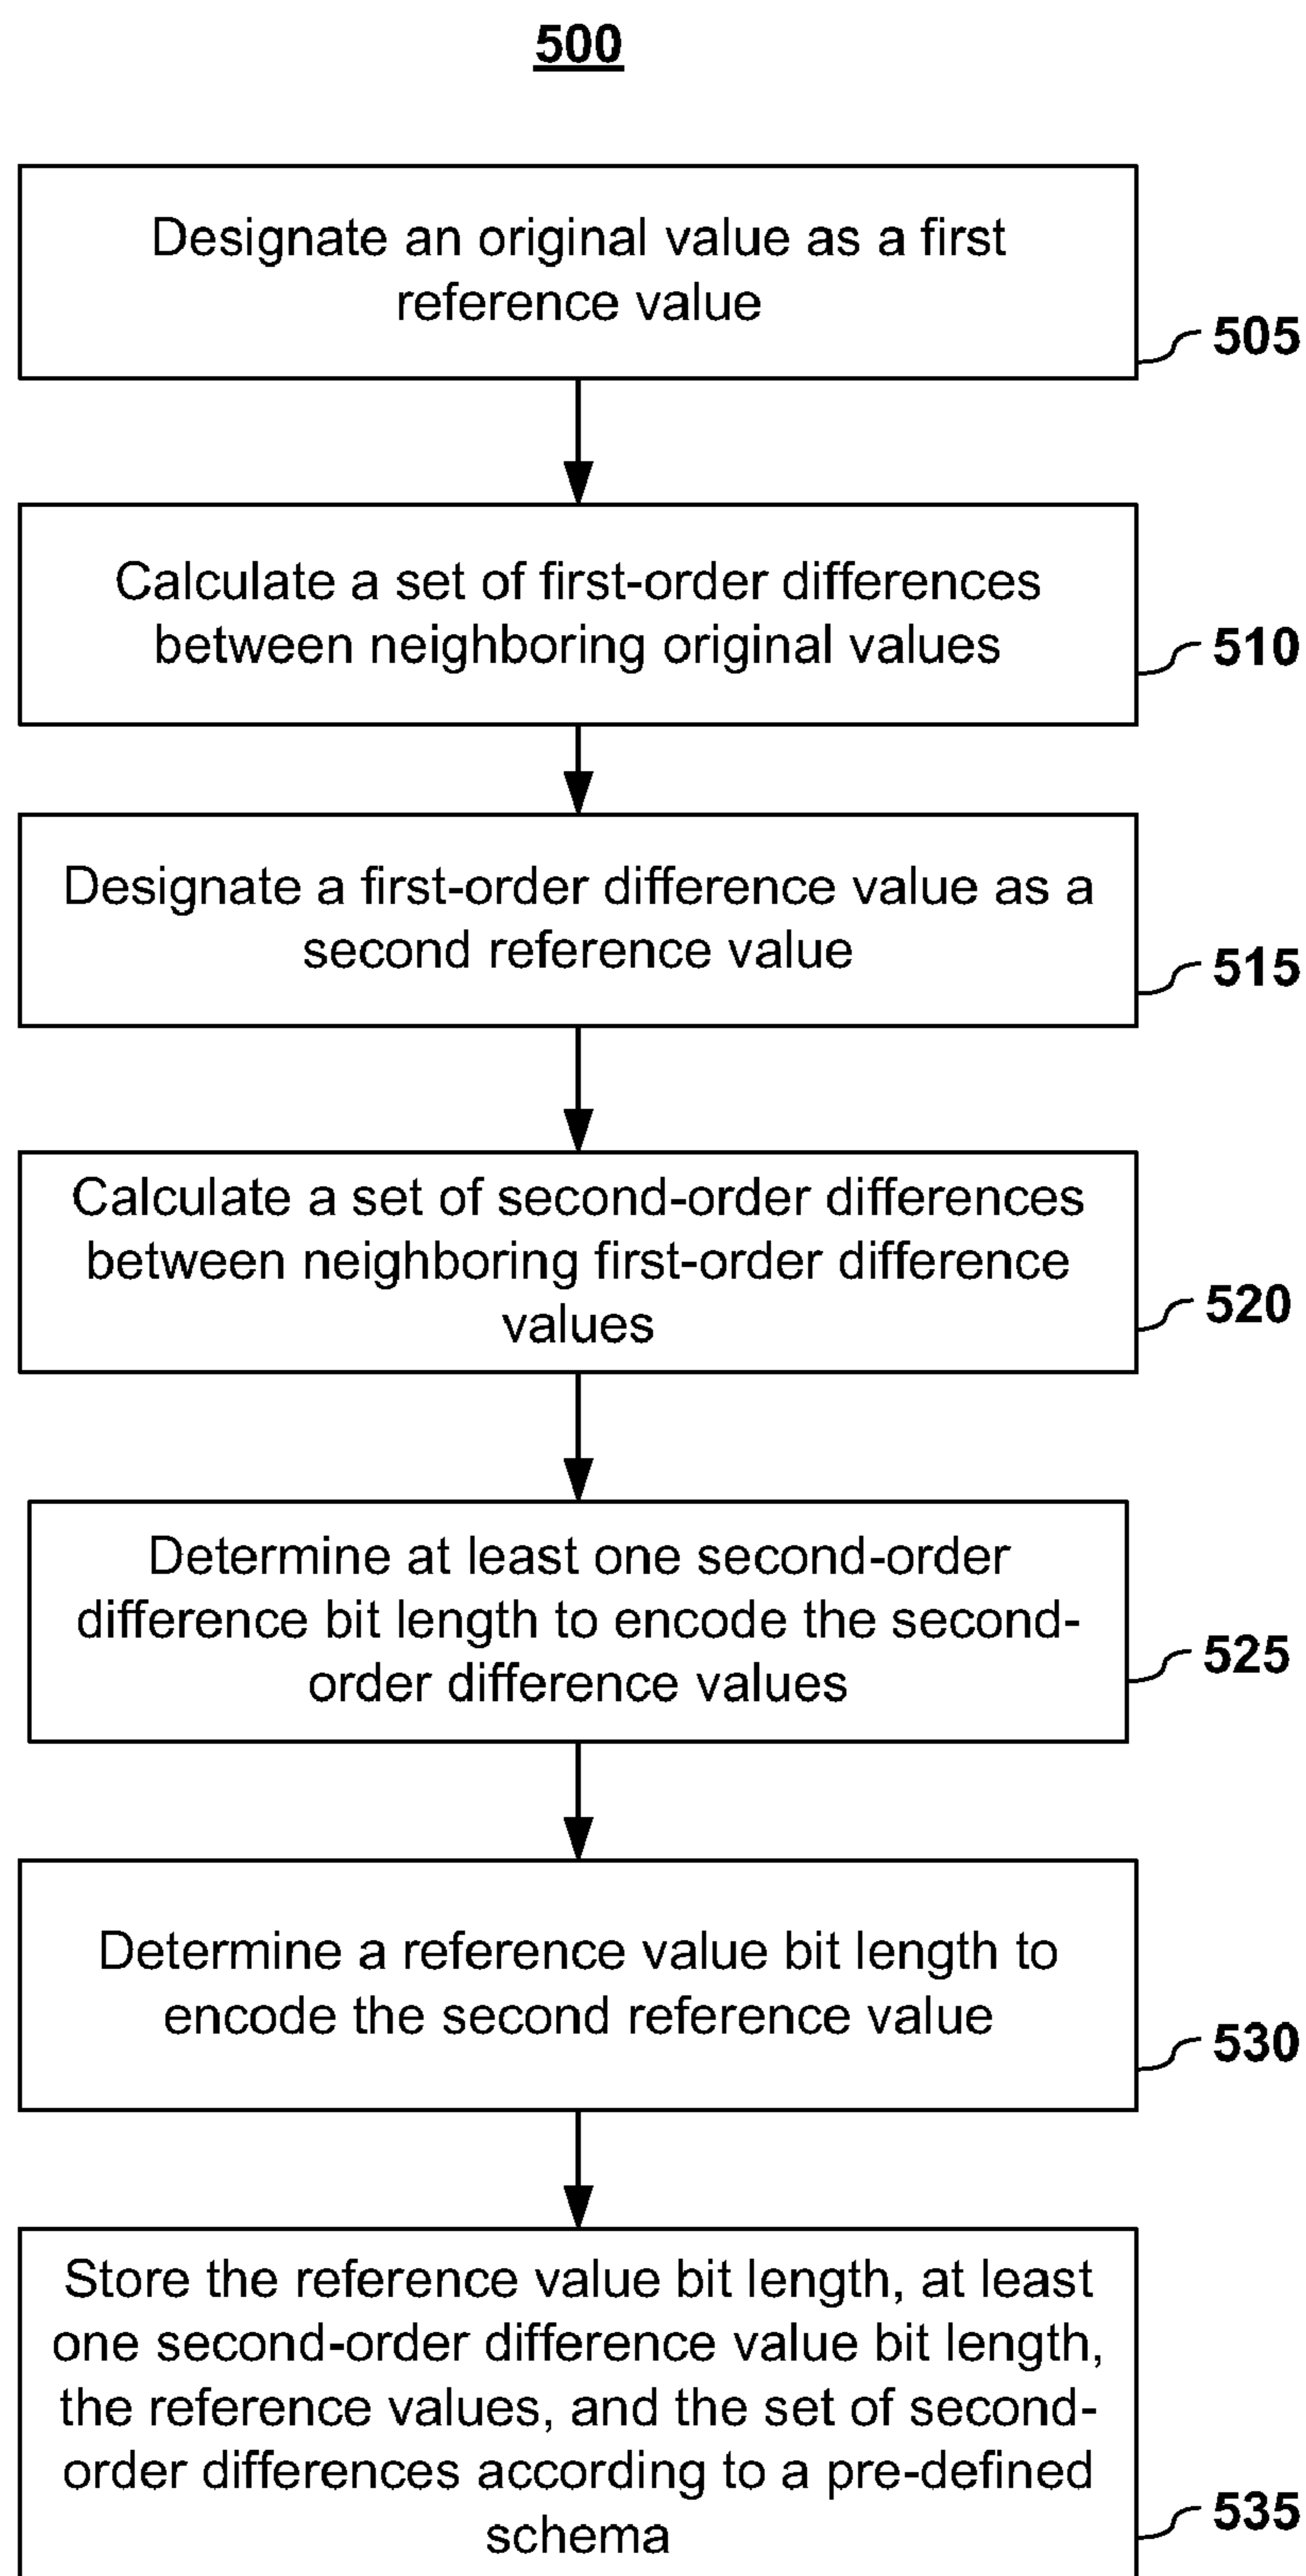 500
Designate an original value as a first
reference value
505
Calculate a set of first-order differences
between neighboring original values
510
Designate a first-order difference value as a
second reference value
515
Calculate a set of second-order differences
between neighboring first-order difference
values
520
Determine at least one second-order
difference bit length to encode the second-
order difference values
525
Determine a reference value bit length to
encode the second reference value
530
Store the reference value bit length, at least
one second-order difference value bit length,
the reference values, and the set of second-
order differences according to a pre-defined
schema
535